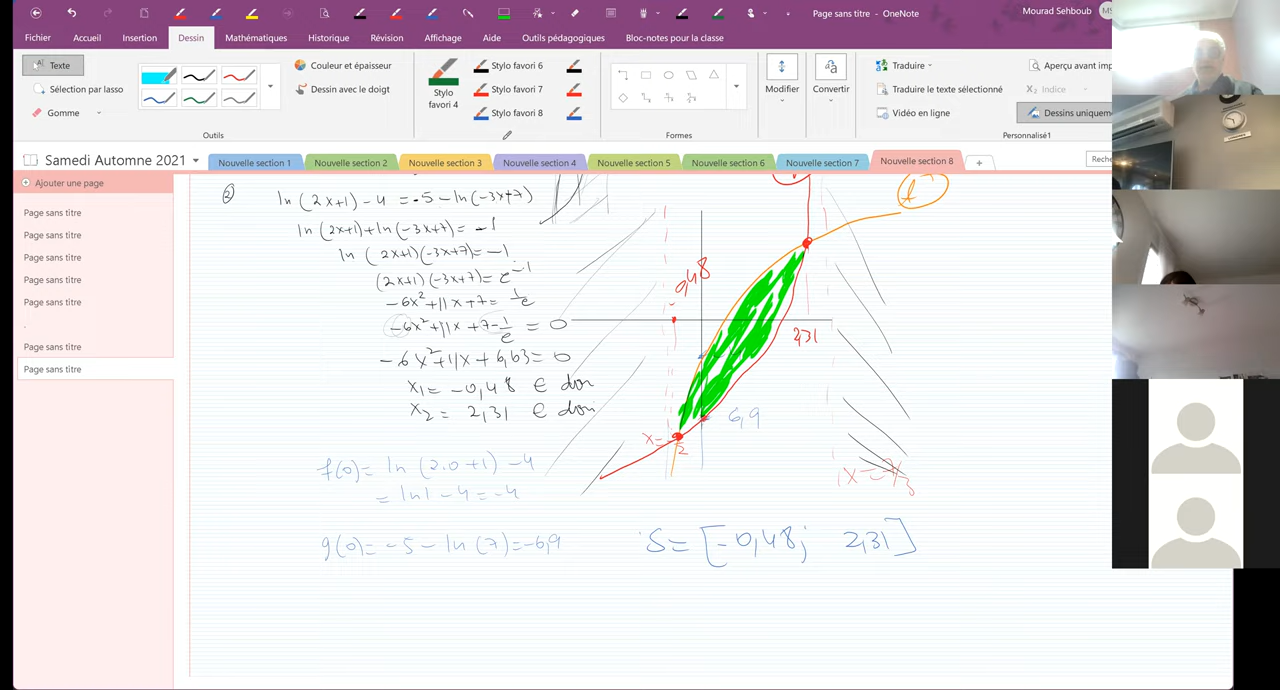 Page sans titre - OneNote
Mourad Sehboub
MS
Fichier
Accueil
Insertion
Dessin
Mathématiques
Historique
Révision
Affichage
Aide
Outils pédagogiques
Bloc-notes pour la classe
Texte
Sélection par lasso
Gomme
Outils
Couleur et épaisseur
Dessin avec le doigt
Stylo favori 4
Stylo favori 6
Stylo favori 7
Stylo favori 8
Formes
Modifier
Convertir
Traduire
Traduire le texte sélectionné
Vidéo en ligne
Aperçu avant imp
Indice
Dessins uniqueme
Personnalisé1
Samedi Automne 2021
Nouvelle section 1
Nouvelle section 2
Nouvelle section 3
Nouvelle section 4
Nouvelle section 5
Nouvelle section 6
Nouvelle section 7
Nouvelle section 8
Reche
Ajouter une page
Page sans titre
Page sans titre
Page sans titre
Page sans titre
Page sans titre
Page sans titre
Page sans titre
②
ln(2x+1)-4 = -5-ln(-3x+7)
ln(2x+1)+ln(-3x+7) = -1
ln(2x+1)(-3x+7) = -1
(2x+1)(-3x+7) = e^-1
-6x²+11x+7 = 1/e
-6x²+11x+7-1/e = 0
-6x²+11x+6,63 = 0
x1 = -0,48 ∈ dom
x2 = 2,31 ∈ dom
f(0) = ln(2.0+1)-4
= ln1-4 = -4
g(0) = -5-ln(7) = -6,9
0,48
2,31
6,9
f
S = [-0,48; 2,31]